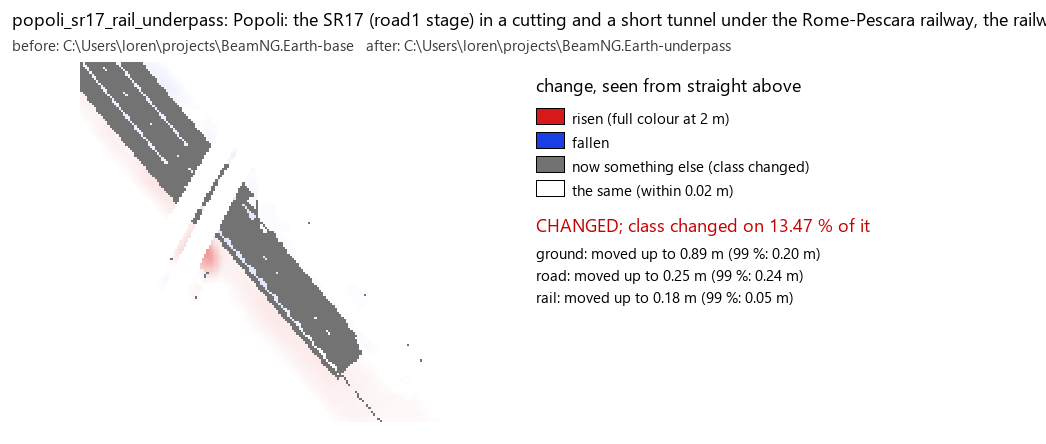 popoli_sr17_rail_underpass: Popoli: the SR17 (road1 stage) in a cutting and a short tunnel under the Rome-Pescara railway, the railw
before: C:\Users\loren\projects\BeamNG.Earth-base   after: C:\Users\loren\projects\BeamNG.Earth-underpass
change, seen from straight above
risen (full colour at 2 m)
fallen
now something else (class changed)
the same (within 0.02 m)
CHANGED; class changed on 13.47 % of it
ground: moved up to 0.89 m (99 %: 0.20 m)
road: moved up to 0.25 m (99 %: 0.24 m)
rail: moved up to 0.18 m (99 %: 0.05 m)